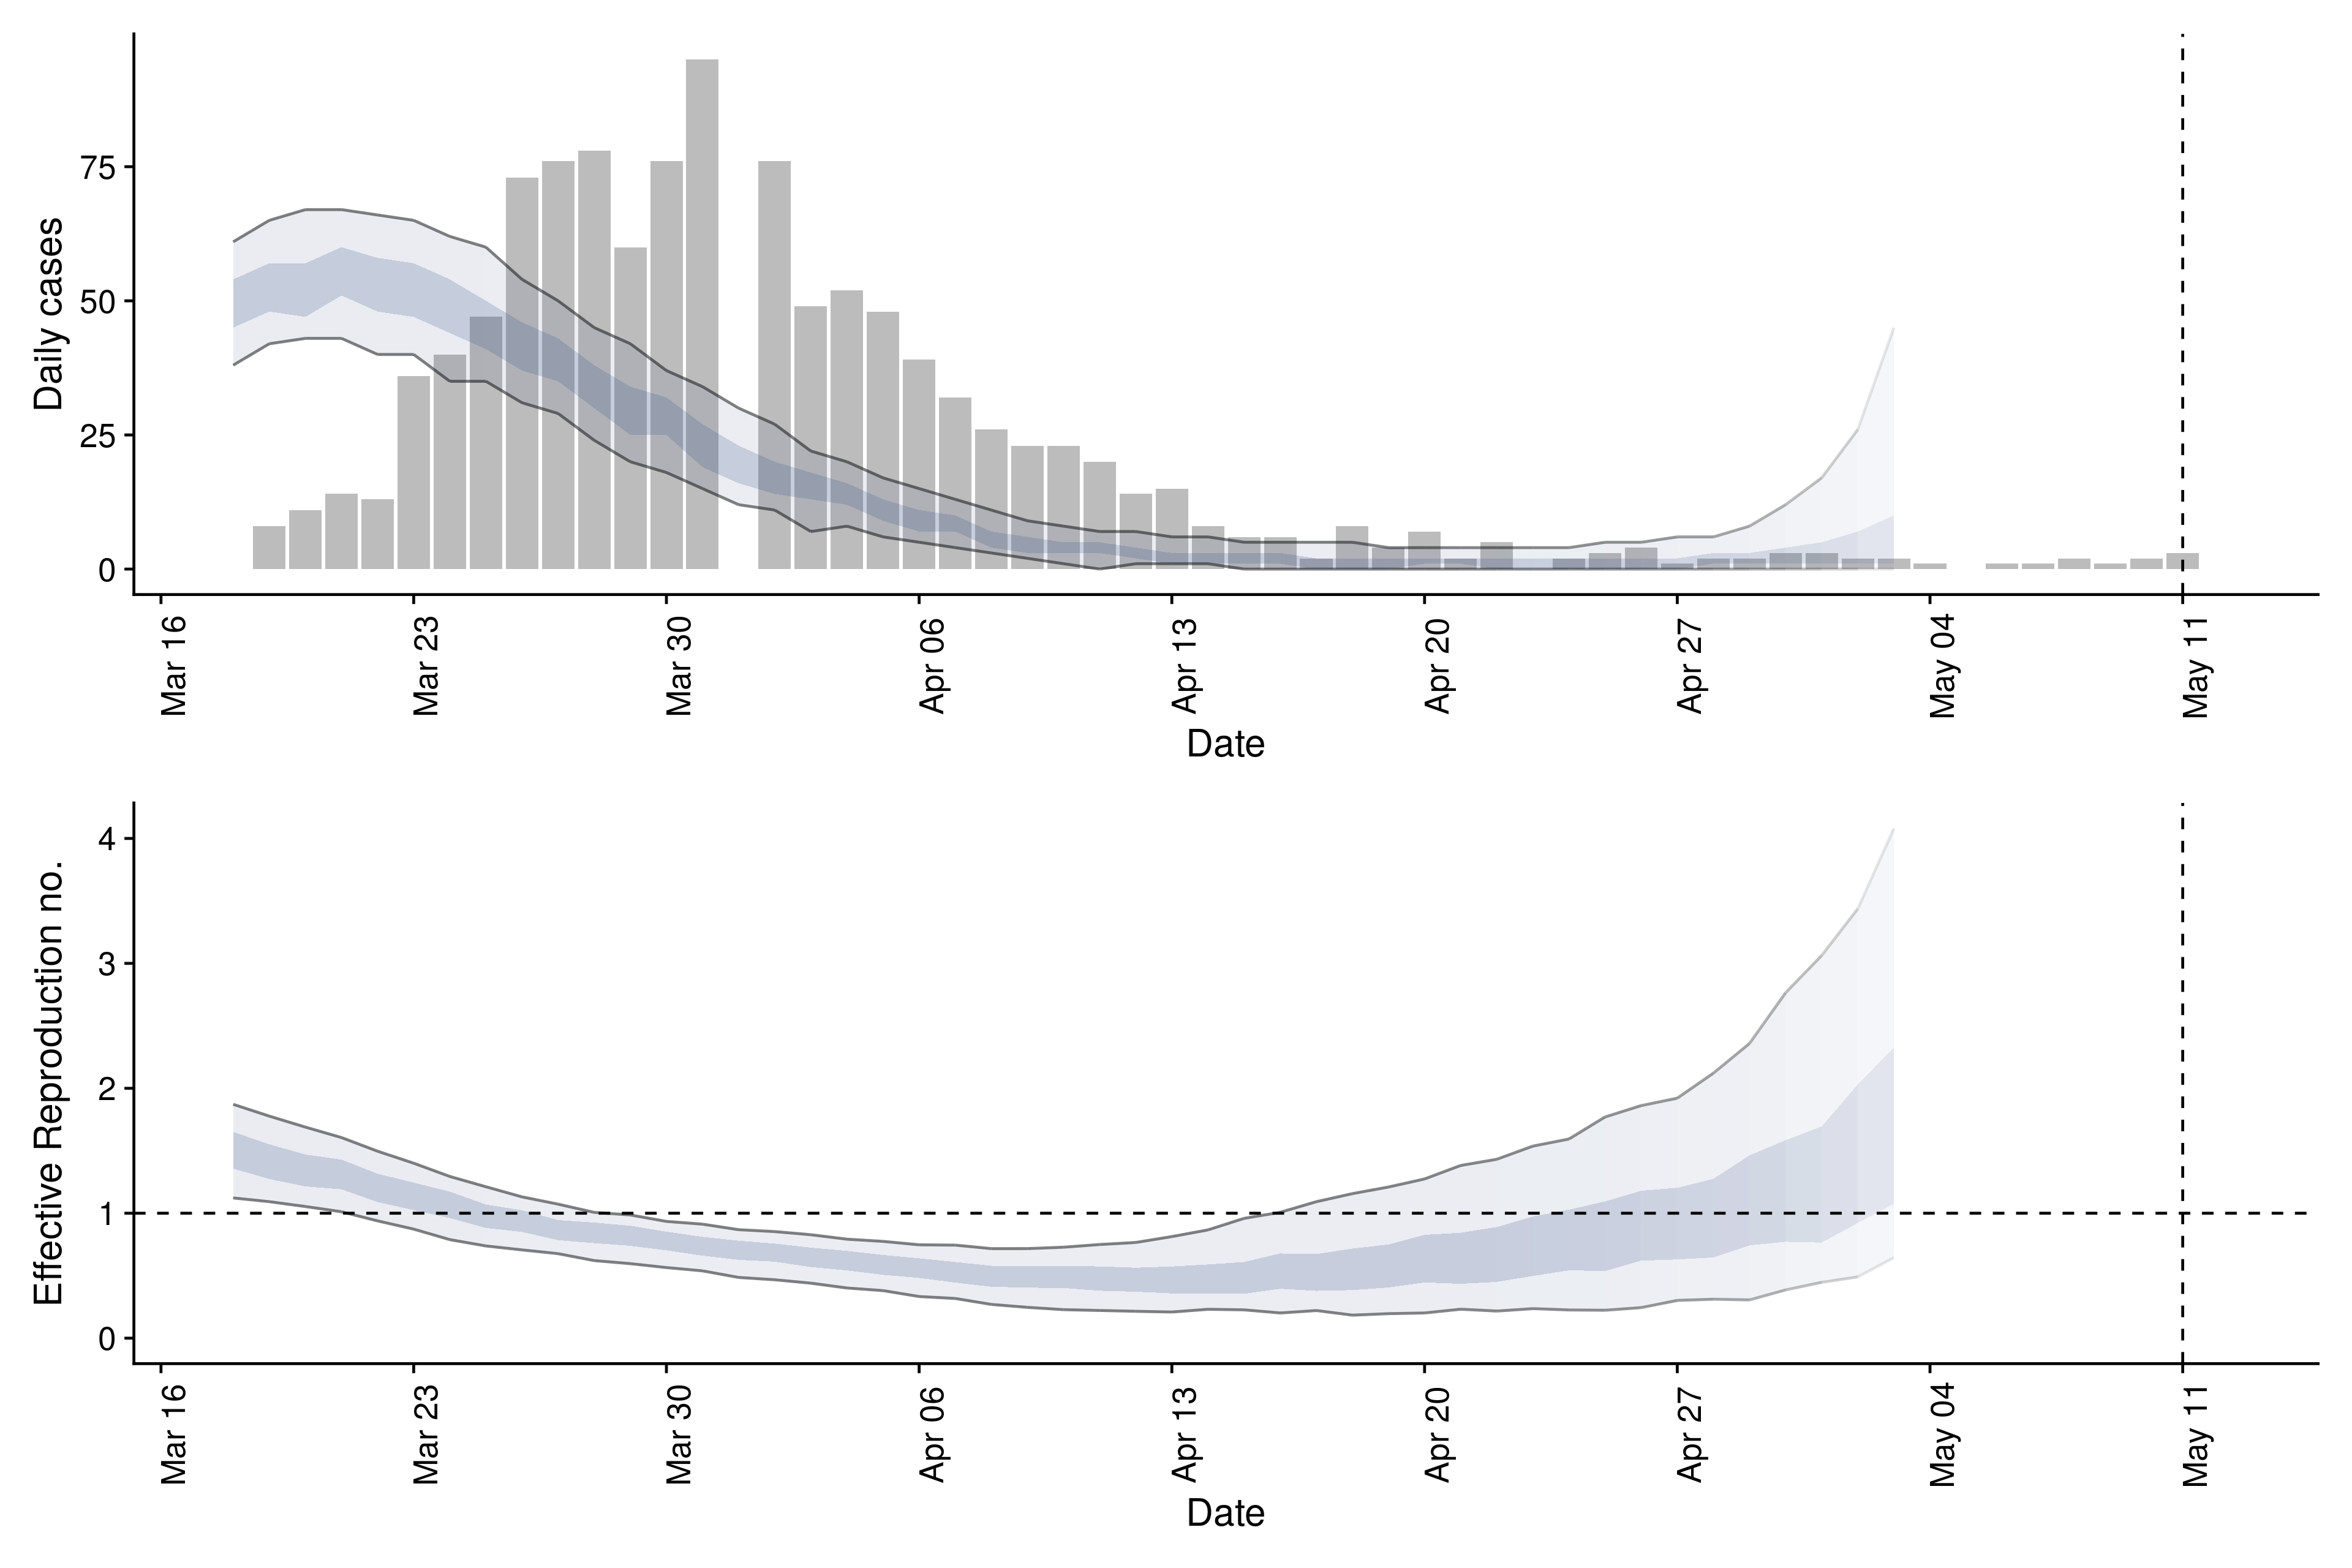 Daily cases
75
50
25
0
Mar 16
Mar 23
Mar 30
Apr 06
Apr 13
Apr 20
Apr 27
May 04
May 11
Date
Effective Reproduction no.
4
3
2
1
0
Mar 16
Mar 23
Mar 30
Apr 06
Apr 13
Apr 20
Apr 27
May 04
May 11
Date